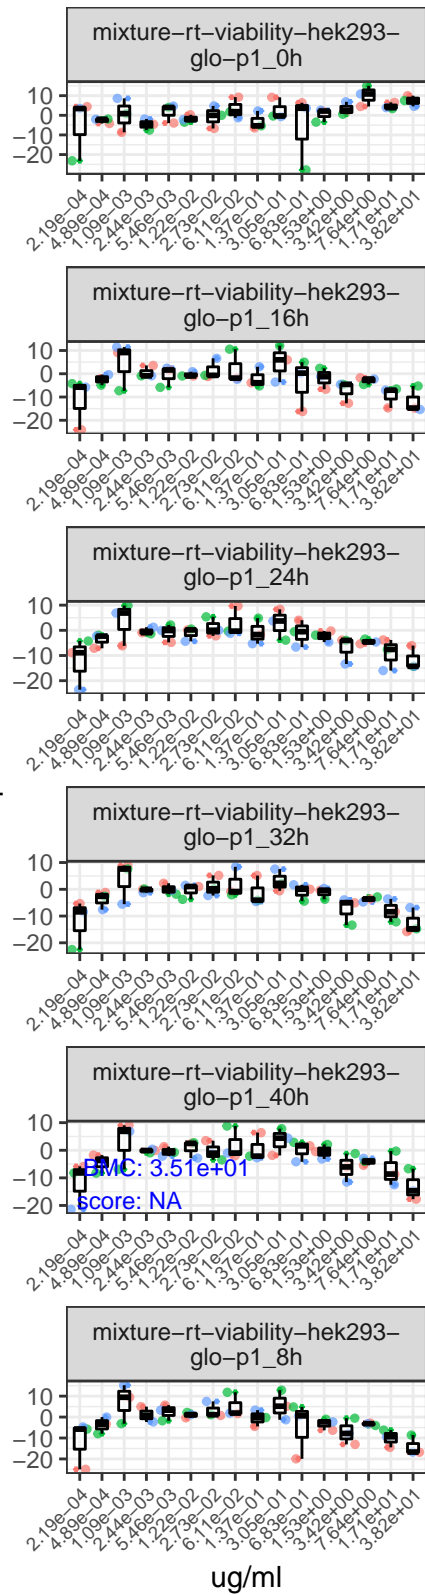 mixture−rt−viability−hek293−
glo−p1_0h
10
0
−10
−20
2.19e−04
4.89e−04
1.09e−03
2.44e−03
5.46e−03
1.22e−02
2.73e−02
6.11e−02
1.37e−01
3.05e−01
6.83e−01
1.53e+00
3.42e+00
7.64e+00
1.71e+01
3.82e+01
mixture−rt−viability−hek293−
glo−p1_16h
10
0
−10
−20
2.19e−04
4.89e−04
1.09e−03
2.44e−03
5.46e−03
1.22e−02
2.73e−02
6.11e−02
1.37e−01
3.05e−01
6.83e−01
1.53e+00
3.42e+00
7.64e+00
1.71e+01
3.82e+01
mixture−rt−viability−hek293−
glo−p1_24h
10
0
−10
−20
2.19e−04
4.89e−04
1.09e−03
2.44e−03
5.46e−03
1.22e−02
2.73e−02
6.11e−02
1.37e−01
3.05e−01
6.83e−01
1.53e+00
3.42e+00
7.64e+00
1.71e+01
3.82e+01
mixture−rt−viability−hek293−
glo−p1_32h
10
0
−10
−20
2.19e−04
4.89e−04
1.09e−03
2.44e−03
5.46e−03
1.22e−02
2.73e−02
6.11e−02
1.37e−01
3.05e−01
6.83e−01
1.53e+00
3.42e+00
7.64e+00
1.71e+01
3.82e+01
mixture−rt−viability−hek293−
glo−p1_40h
10
0
−10
−20
BMC: 3.51e+01
score: NA
2.19e−04
4.89e−04
1.09e−03
2.44e−03
5.46e−03
1.22e−02
2.73e−02
6.11e−02
1.37e−01
3.05e−01
6.83e−01
1.53e+00
3.42e+00
7.64e+00
1.71e+01
3.82e+01
mixture−rt−viability−hek293−
glo−p1_8h
10
0
−10
−20
2.19e−04
4.89e−04
1.09e−03
2.44e−03
5.46e−03
1.22e−02
2.73e−02
6.11e−02
1.37e−01
3.05e−01
6.83e−01
1.53e+00
3.42e+00
7.64e+00
1.71e+01
3.82e+01
ug/ml